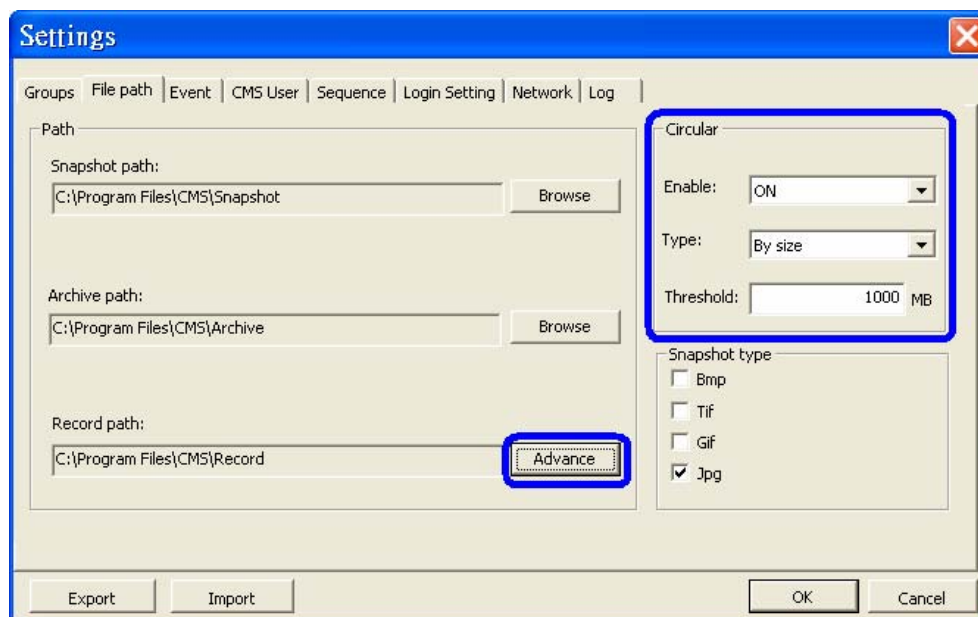 Settings
Groups File path Event CMS User Sequence Login Setting Network Log
Path
Snapshot path:
C:\Program Files\CMS\Snapshot Browse
Archive path:
C:\Program Files\CMS\Archive Browse
Record path:
C:\Program Files\CMS\Record Advance
Circular
Enable: ON
Type: By size
Threshold: 1000 MB
Snapshot type
Bmp
Tif
Gif
Jpg
Export Import OK Cancel